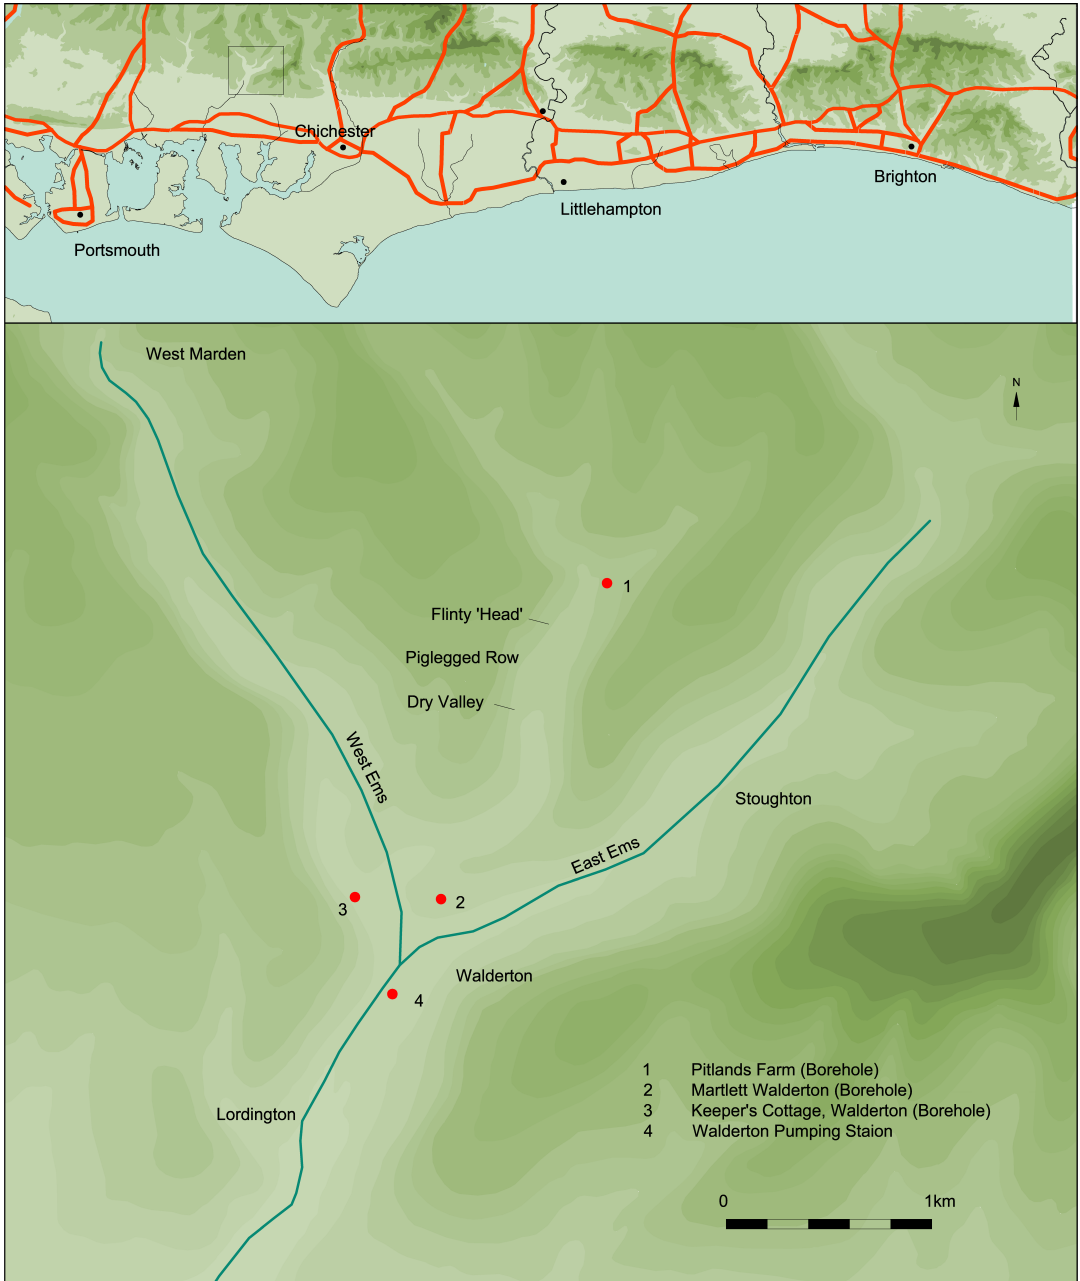 Chichester
Brighton
Littlehampton
Portsmouth
West Marden
N
1
Flinty 'Head'
Piglegged Row
Dry Valley
West Ems
Stoughton
East Ems
3
2
Walderton
4
1 Pitlands Farm (Borehole)
2 Martlett Walderton (Borehole)
3 Keeper's Cottage, Walderton (Borehole)
4 Walderton Pumping Staion
Lordington
0 1km